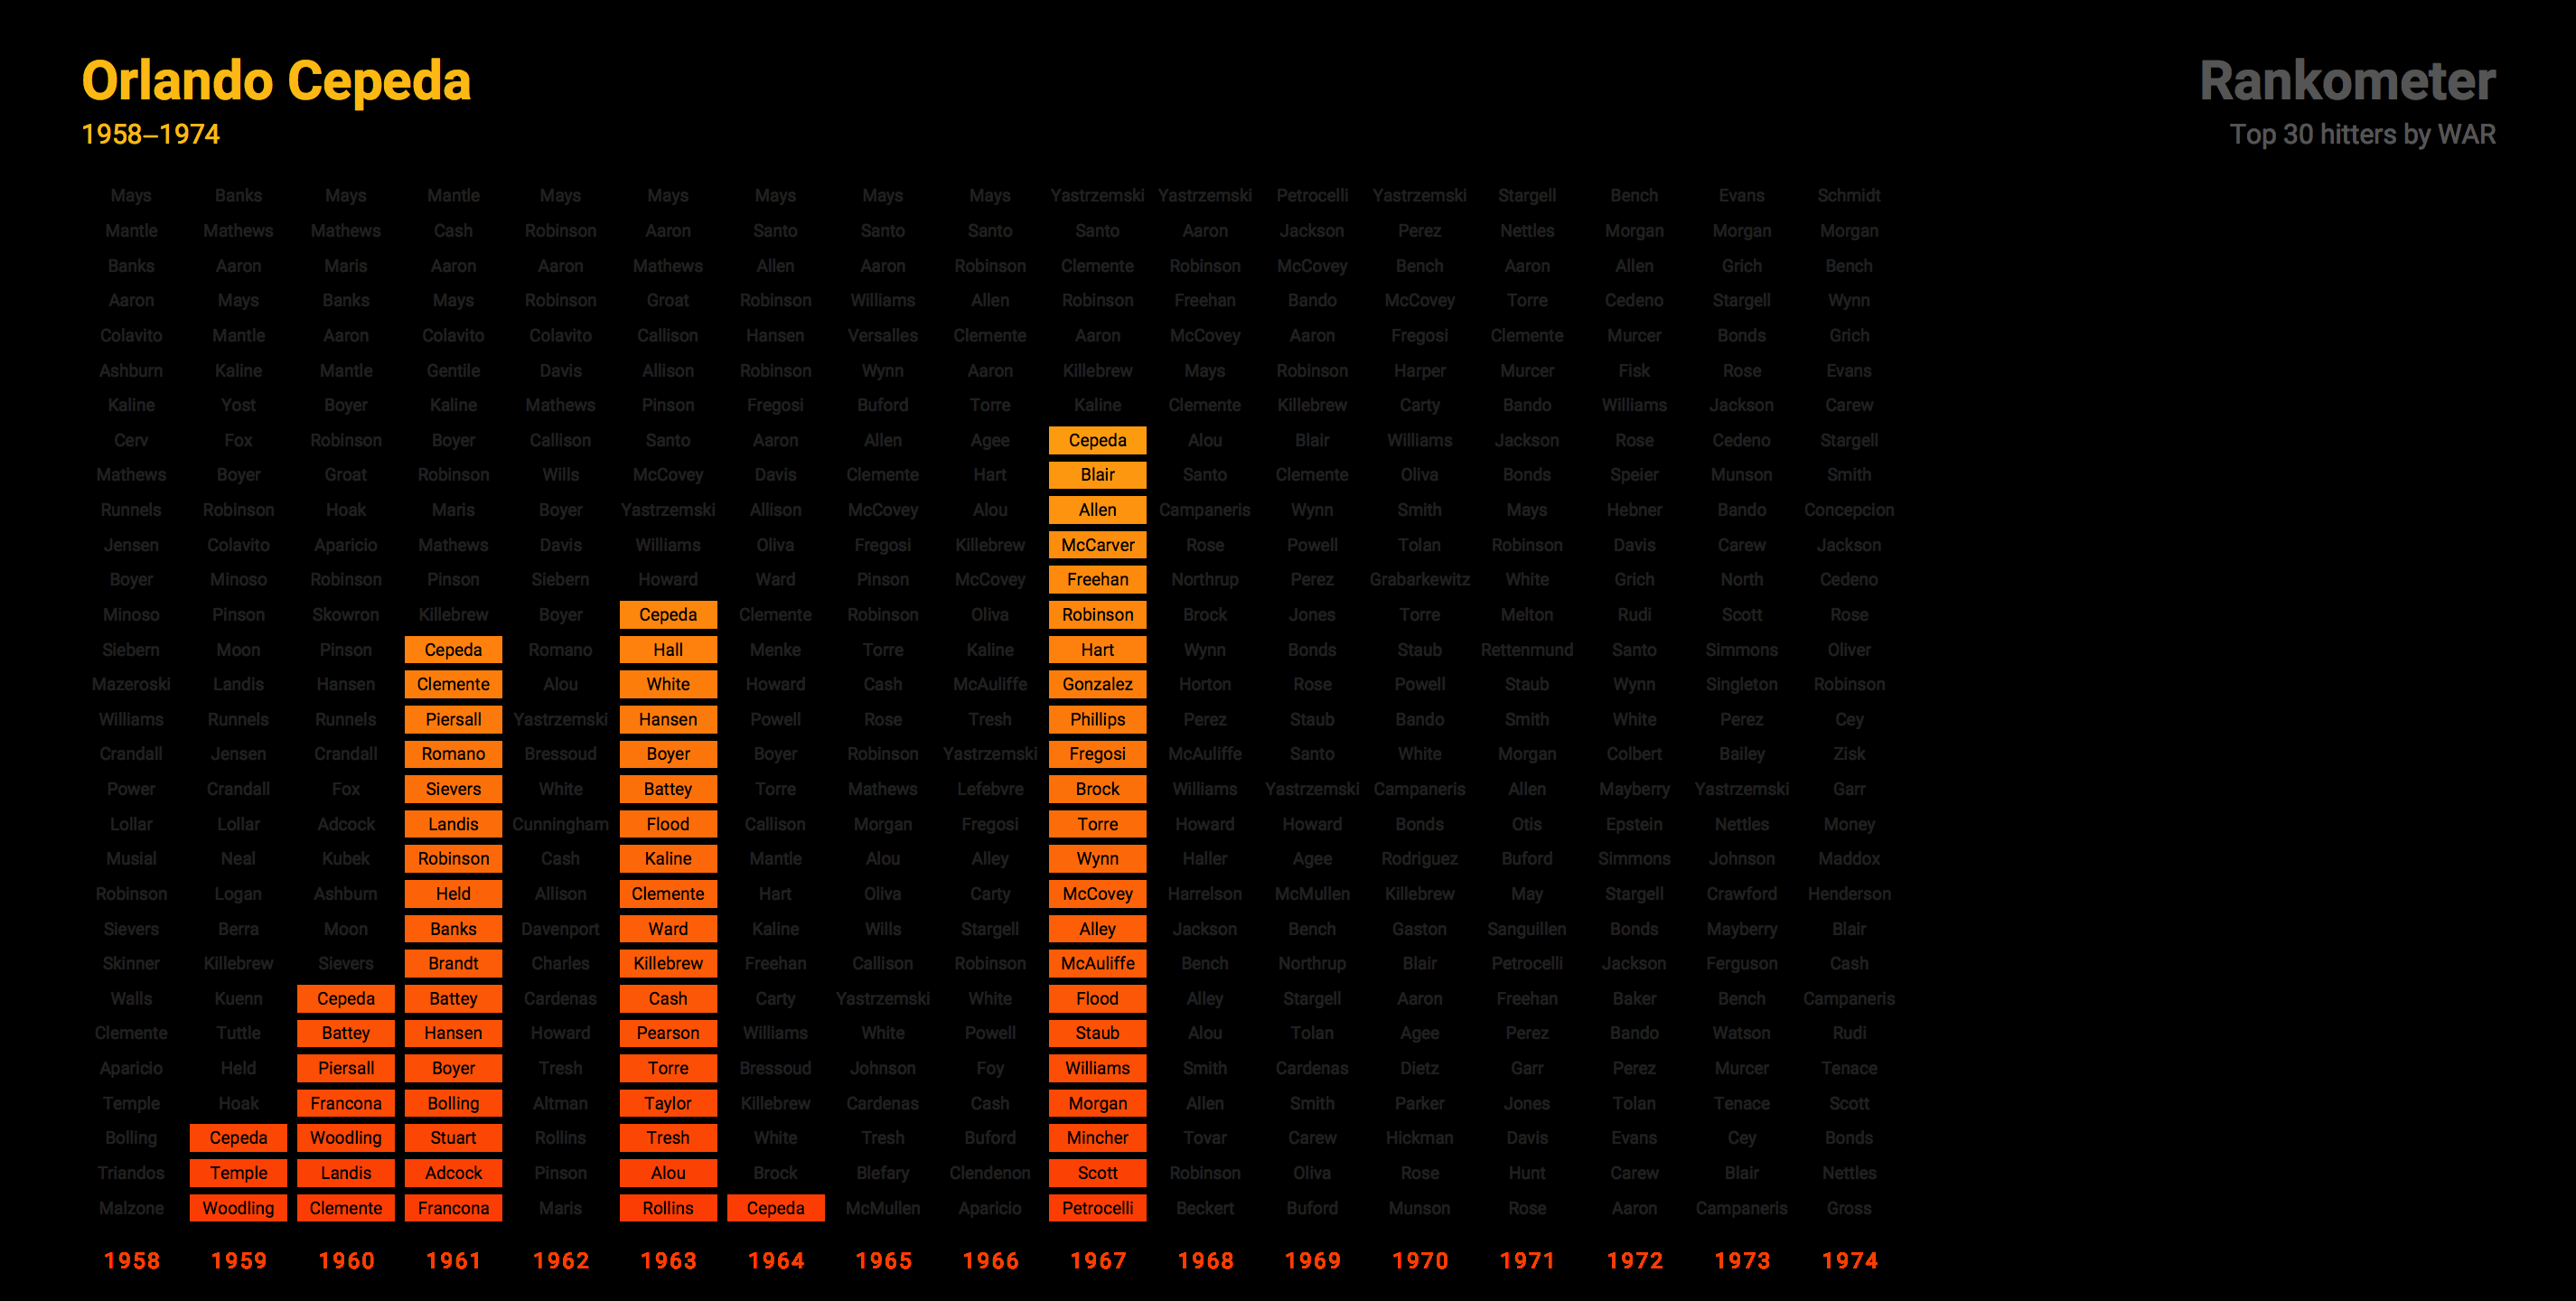 Orlando Cepeda
Rankometer
1958–1974
Top 30 hitters by WAR
Mays Banks Mays Mantle Mays Mays Mays Mays Mays Yastrzemski Yastrzemski Petrocelli Yastrzemski Stargell Bench Evans Schmidt
Mantle Mathews Mathews Cash Robinson Aaron Santo Santo Santo Santo Aaron Jackson Perez Nettles Morgan Morgan Morgan
Banks Aaron Maris Aaron Aaron Mathews Allen Aaron Robinson Clemente Robinson McCovey Bench Aaron Allen Grich Bench
Aaron Mays Banks Mays Robinson Groat Robinson Williams Allen Robinson Freehan Bando McCovey Torre Cedeno Stargell Wynn
Colavito Mantle Aaron Colavito Colavito Callison Hansen Versalles Clemente Aaron McCovey Aaron Fregosi Clemente Murcer Bonds Grich
Ashburn Kaline Mantle Gentile Davis Allison Robinson Wynn Aaron Killebrew Mays Robinson Harper Murcer Fisk Rose Evans
Kaline Yost Boyer Kaline Mathews Pinson Fregosi Buford Torre Kaline Clemente Killebrew Carty Bando Williams Jackson Carew
Cerv Fox Robinson Boyer Callison Santo Aaron Allen Agee Cepeda Alou Blair Williams Jackson Rose Cedeno Stargell
Mathews Boyer Groat Robinson Wills McCovey Davis Clemente Hart Blair Santo Clemente Oliva Bonds Speier Munson Smith
Runnels Robinson Hoak Maris Boyer Yastrzemski Allison McCovey Alou Allen Campaneris Wynn Smith Mays Hebner Bando Concepcion
Jensen Colavito Aparicio Mathews Davis Williams Oliva Fregosi Killebrew McCarver Rose Powell Tolan Robinson Davis Carew Jackson
Boyer Minoso Robinson Pinson Siebern Howard Ward Pinson McCovey Freehan Northrup Perez Grabarkewitz White Grich North Cedeno
Minoso Pinson Skowron Killebrew Boyer Cepeda Clemente Robinson Oliva Robinson Brock Jones Torre Melton Rudi Scott Rose
Siebern Moon Pinson Cepeda Romano Hall Menke Torre Kaline Hart Wynn Bonds Staub Rettenmund Santo Simmons Oliver
Mazeroski Landis Hansen Clemente Alou White Howard Cash McAuliffe Gonzalez Horton Rose Powell Staub Wynn Singleton Robinson
Williams Runnels Runnels Piersall Yastrzemski Hansen Powell Rose Tresh Phillips Perez Staub Bando Smith White Perez Cey
Crandall Jensen Crandall Romano Bressoud Boyer Boyer Robinson Yastrzemski Fregosi McAuliffe Santo White Morgan Colbert Bailey Zisk
Power Crandall Fox Sievers White Battey Torre Mathews Lefebvre Brock Williams Yastrzemski Campaneris Allen Mayberry Yastrzemski Garr
Lollar Lollar Adcock Landis Cunningham Flood Callison Morgan Fregosi Torre Howard Howard Bonds Otis Epstein Nettles Money
Musial Neal Kubek Robinson Cash Kaline Mantle Alou Alley Wynn Haller Agee Rodriguez Buford Simmons Johnson Maddox
Robinson Logan Ashburn Held Allison Clemente Hart Oliva Carty McCovey Harrelson McMullen Killebrew May Stargell Crawford Henderson
Sievers Berra Moon Banks Davenport Ward Kaline Wills Stargell Alley Jackson Bench Gaston Sanguillen Bonds Mayberry Blair
Skinner Killebrew Sievers Brandt Charles Killebrew Freehan Callison Robinson McAuliffe Bench Northrup Blair Petrocelli Jackson Ferguson Cash
Walls Kuenn Cepeda Battey Cardenas Cash Carty Yastrzemski White Flood Alley Stargell Aaron Freehan Baker Bench Campaneris
Clemente Tuttle Battey Hansen Howard Pearson Williams White Powell Staub Alou Tolan Agee Perez Bando Watson Rudi
Aparicio Held Piersall Boyer Tresh Torre Bressoud Johnson Foy Williams Smith Cardenas Dietz Garr Perez Murcer Tenace
Temple Hoak Francona Bolling Altman Taylor Killebrew Cardenas Cash Morgan Allen Smith Parker Jones Tolan Tenace Scott
Bolling Cepeda Woodling Stuart Rollins Tresh White Tresh Buford Mincher Tovar Carew Hickman Davis Evans Cey Bonds
Triandos Temple Landis Adcock Pinson Alou Brock Blefary Clendenon Scott Robinson Oliva Rose Hunt Carew Blair Nettles
Malzone Woodling Clemente Francona Maris Rollins Cepeda McMullen Aparicio Petrocelli Beckert Buford Munson Rose Aaron Campaneris Gross
1958 1959 1960 1961 1962 1963 1964 1965 1966 1967 1968 1969 1970 1971 1972 1973 1974